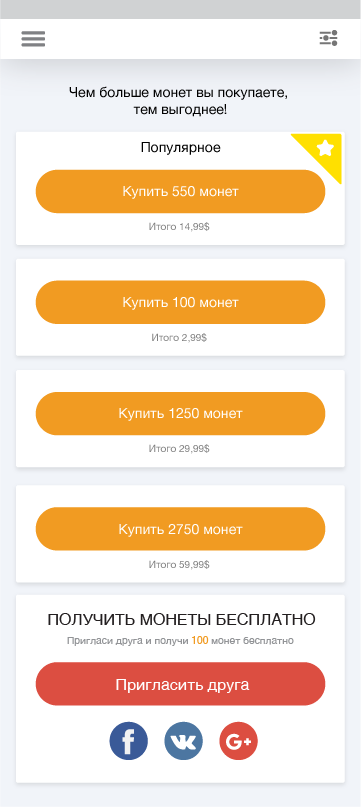 Чем больше монет вы покупаете,
тем выгоднее!
Популярное
Купить 550 монет
Итого 14,99$
Купить 100 монет
Итого 2,99$
Купить 1250 монет
Итого 29,99$
Купить 2750 монет
Итого 59,99$
ПОЛУЧИТЬ МОНЕТЫ БЕСПЛАТНО
Пригласи друга и получи 100 монет бесплатно
Пригласить друга
f
G+